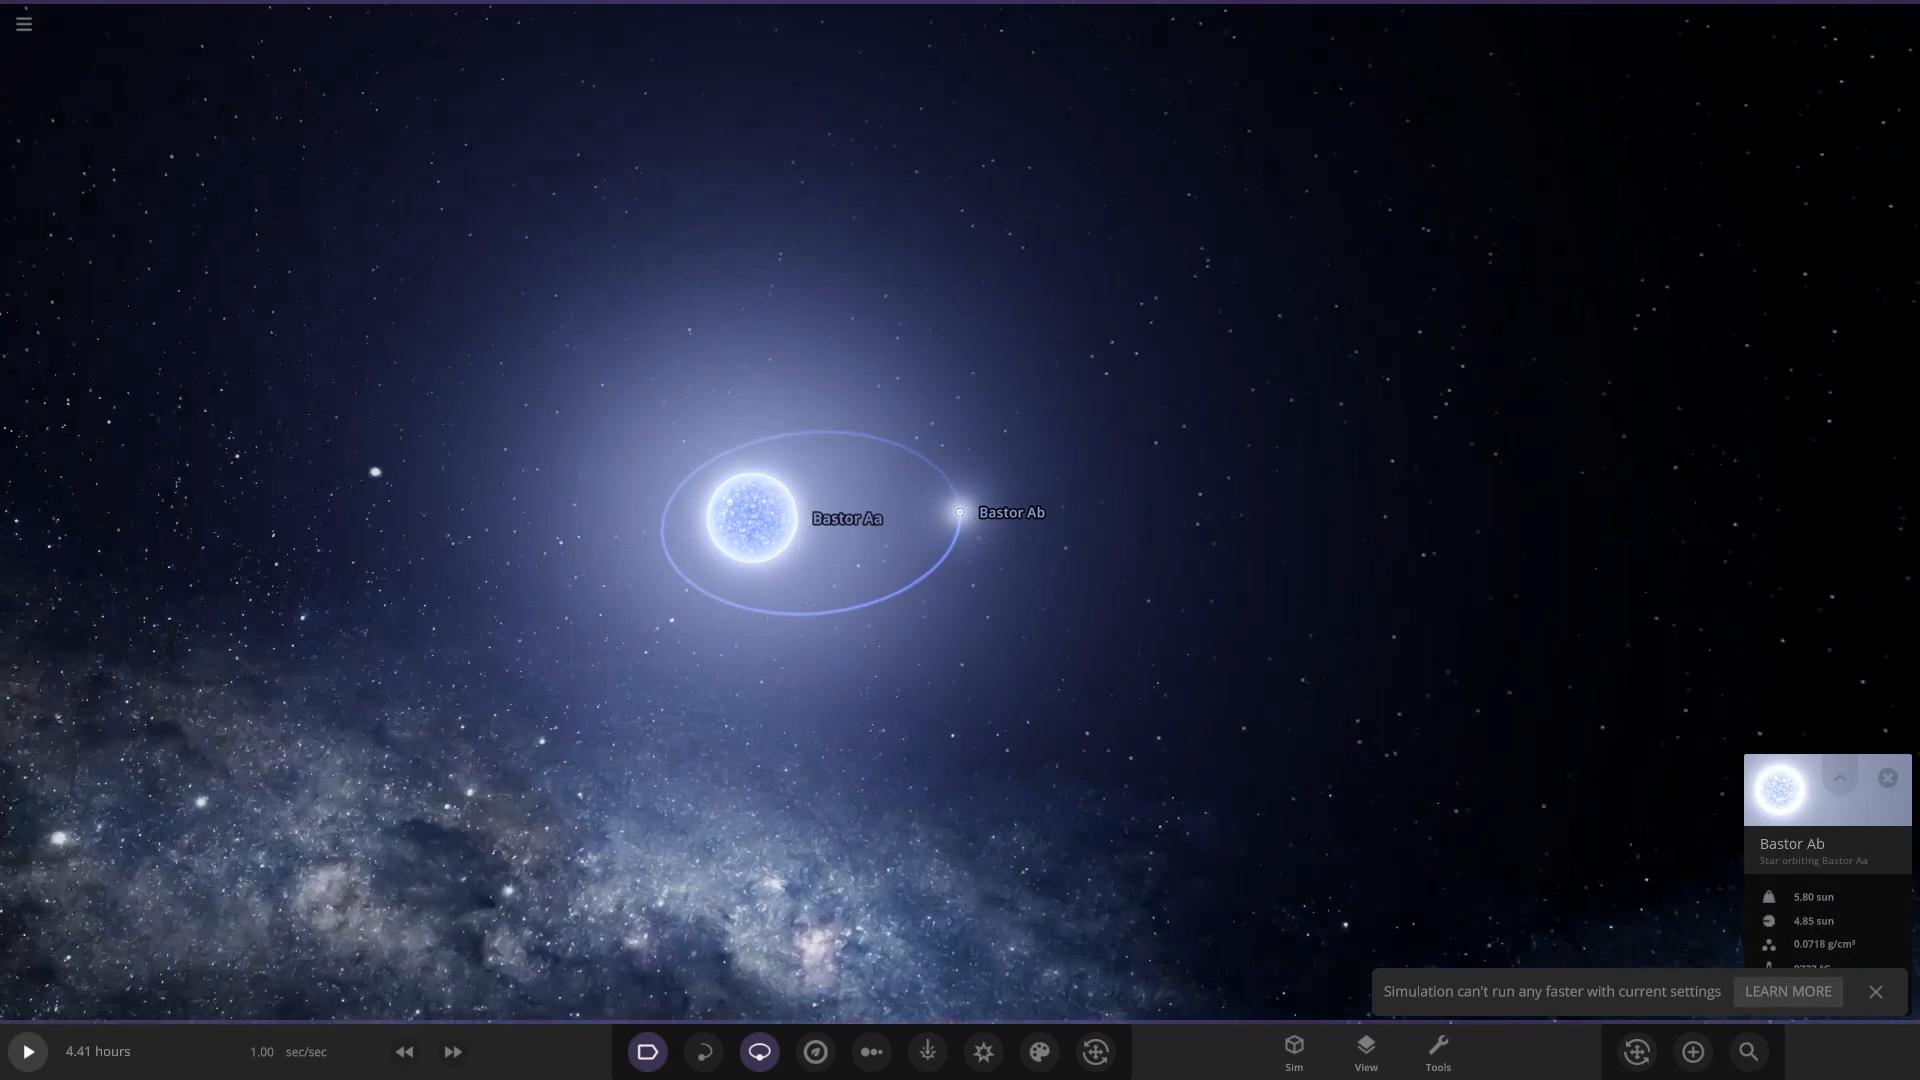 Bastor Aa
Bastor Ab
Bastor Ab
Star orbiting Bastor Aa
5.80 sun
4.85 sun
0.0718 g/cm³
Simulation can't run any faster with current settings
LEARN MORE
4.41 hours
1.00 sec/sec
Sim
View
Tools